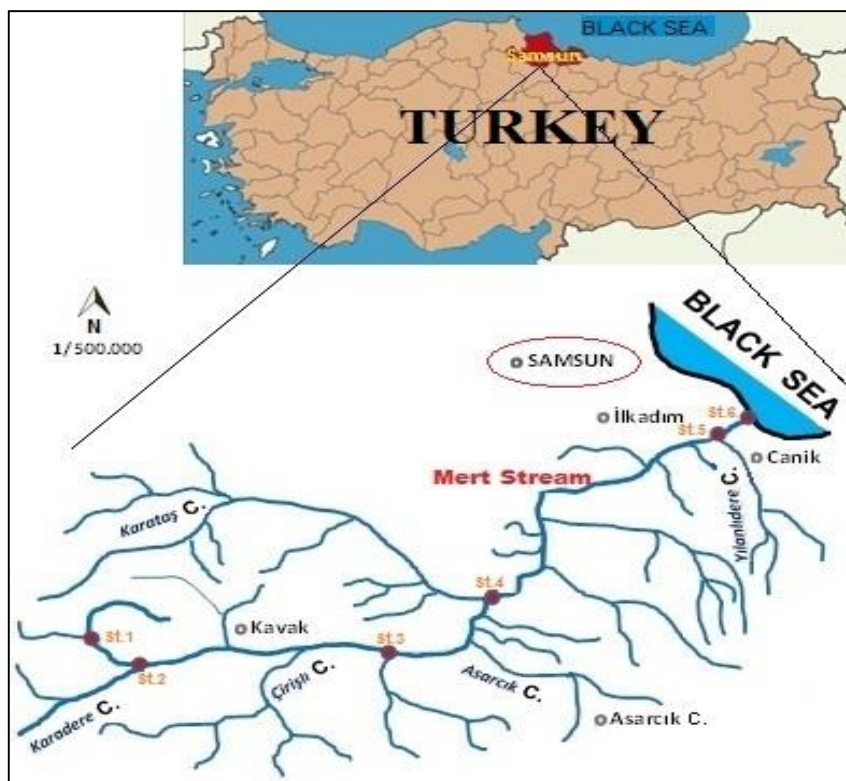 BLACK SEA
Samsun
TURKEY
N
1/500.000
BLACK SEA
SAMSUN
İlkadım
St.6
St.5
Canik
Mert Stream
Yılanlıdere C.
Karataş C.
St.4
Kavak
St.1
St.3
St.2
Çirişli C.
Asarcık C.
Karadere C.
Asarcık C.